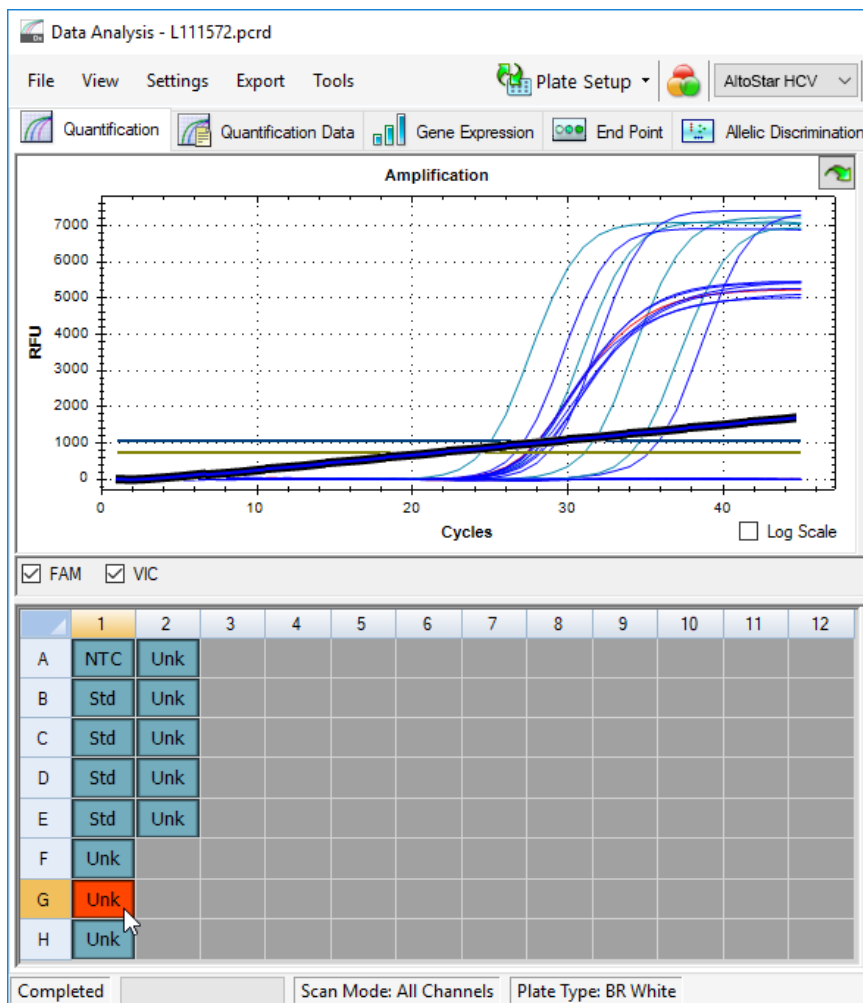 Data Analysis - L111572.pcrd
File View Settings Export Tools Plate Setup AltoStar HCV
Quantification Quantification Data Gene Expression End Point Allelic Discrimination
Amplification
7000
6000
5000
4000
3000
2000
1000
0
RFU
0 10 20 30 40
Cycles
Log Scale
FAM VIC
1 2 3 4 5 6 7 8 9 10 11 12
A NTC Unk
B Std Unk
C Std Unk
D Std Unk
E Std Unk
F Unk
G Unk
H Unk
Completed Scan Mode: All Channels Plate Type: BR White